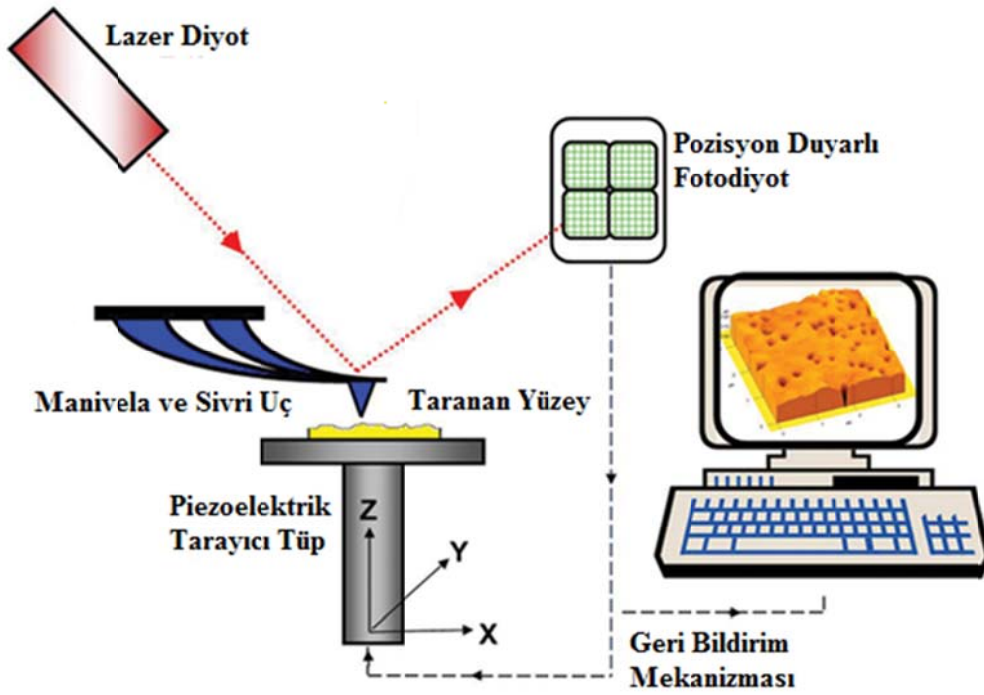 Lazer Diyot
Pozisyon Duyarlı
Fotodiyot
Manivela ve Sivri Uç
Taranan Yüzey
Piezoelektrik
Tarayıcı Tüp
Z
Y
X
Geri Bildirim
Mekanizması